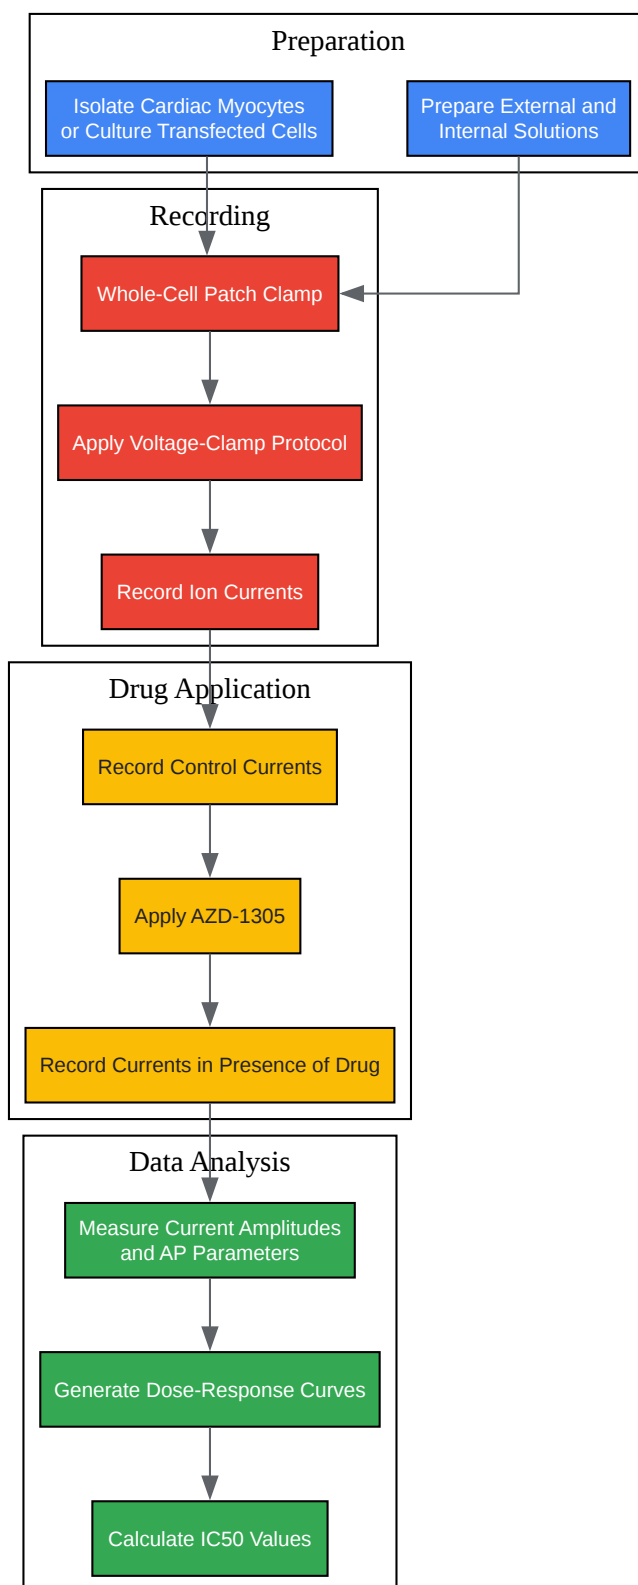 Preparation
Isolate Cardiac Myocytes
or Culture Transfected Cells
Prepare External and
Internal Solutions
Recording
Whole-Cell Patch Clamp
Apply Voltage-Clamp Protocol
Record Ion Currents
Drug Application
Record Control Currents
Apply AZD-1305
Record Currents in Presence of Drug
Data Analysis
Measure Current Amplitudes
and AP Parameters
Generate Dose-Response Curves
Calculate IC50 Values